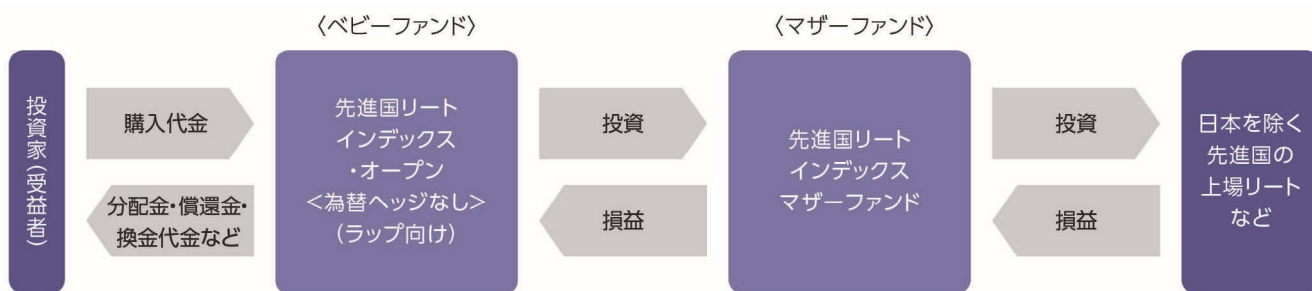 〈ベビーファンド〉
〈マザーファンド〉
投資家(受益者)
購入代金
分配金・償還金・
換金代金など
先進国リート
インデックス
・オープン
<為替ヘッジなし>
(ラップ向け)
投資
損益
先進国リート
インデックス
マザーファンド
投資
損益
日本を除く
先進国の
上場リート
など